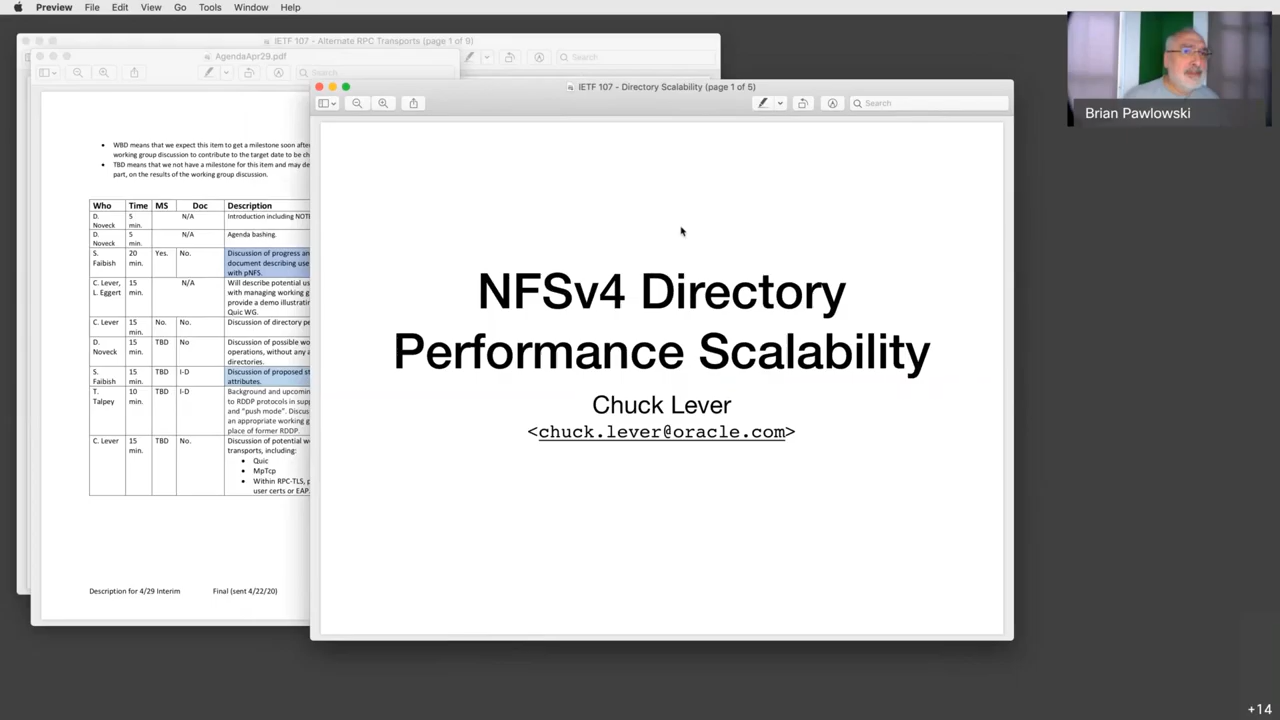 Preview File Edit View Go Tools Window Help
IETF 107 - Alternate RPC Transports (page 1 of 9)
Search
AgendaApr29.pdf
Search
WBD means that we expect this item to get a milestone soon afte
working group discussion to contribute to the target date to be ch
TBD means that we not have a milestone for this item and may de
part, on the results of the working group discussion.
Who Time MS Doc Description
D. Noveck 5 min. N/A Introduction including NOT
D. Noveck 5 min. N/A Agenda bashing.
S. Faibish 20 min. Yes. No. Discussion of progress an
document describing use
with pNFS.
C. Lever, L. Eggert 15 min. N/A Will describe potential us
with managing working g
provide a demo illustratin
Quic WG.
C. Lever 15 min. No. No. Discussion of directory pe
D. Noveck 15 min. TBD No Discussion of possible wo
operations, without any a
directories.
S. Faibish 15 min. TBD I-D Discussion of proposed st
attributes.
T. Talpey 10 min. TBD I-D Background and upcomin
to RDDP protocols in supp
and "push mode". Discus
an appropriate working g
place of former RDDP.
C. Lever 15 min. TBD No. Discussion of potential w
transports, including:
Quic
MpTcp
Within RPC-TLS, p
user certs or EAP.
Description for 4/29 Interim Final (sent 4/22/20)
IETF 107 - Directory Scalability (page 1 of 5)
Search
NFSv4 Directory
Performance Scalability
Chuck Lever
<chuck.lever@oracle.com>
Brian Pawlowski
+14